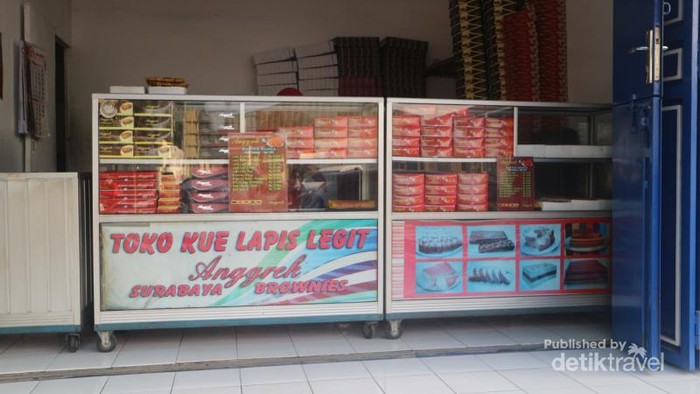 TOKO KUE LAPIS LEGIT
Anggrek
SURABAYA BROWNIES
Published by
detiktravel